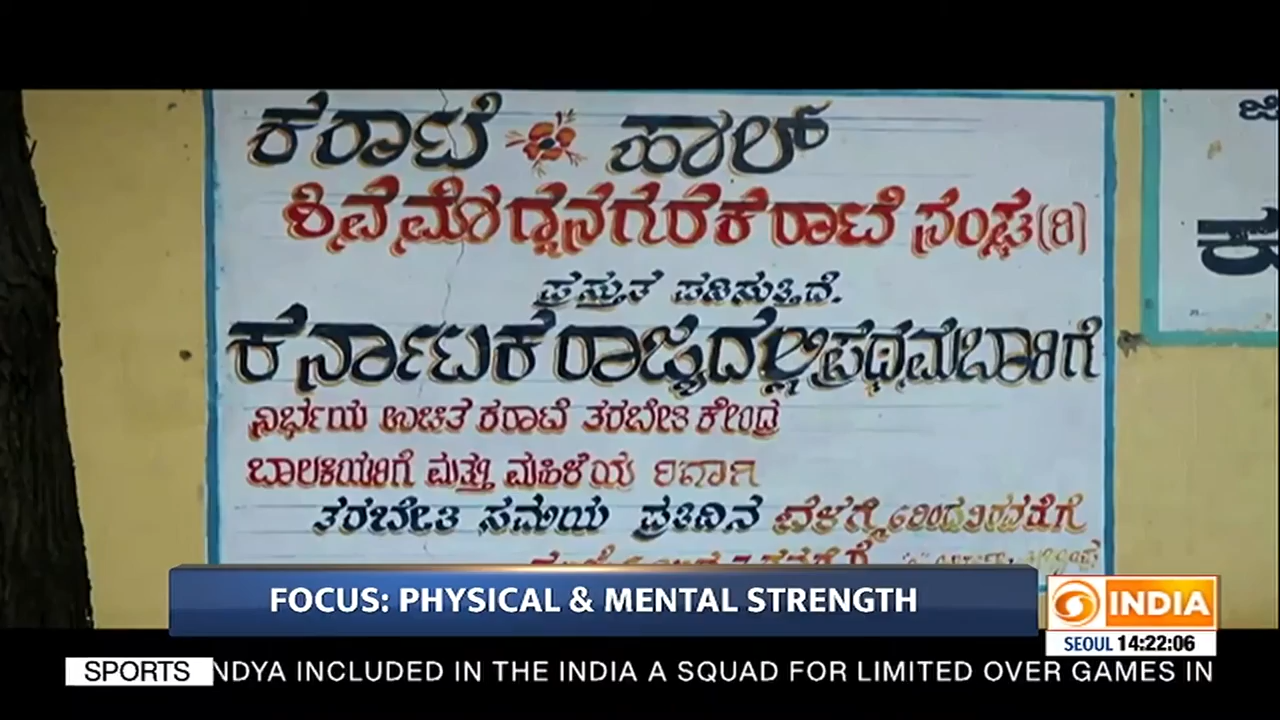 ಕರಾಟೆ ಹಾಲ್
ಶಿವಮೊಗ್ಗ ನಗರ ಕರಾಟೆ ಸಂಸ್ಥೆ (ರಿ)
ಪ್ರಸ್ತುತ ಪಡಿಸುತ್ತಿದೆ.
ಕರ್ನಾಟಕ ರಾಜ್ಯದಲ್ಲಿ ಪ್ರಥಮ ಬಾರಿಗೆ
ನಿರ್ಭಯ ಉಚಿತ ಕರಾಟೆ ತರಬೇತಿ ಕೇಂದ್ರ
ಬಾಲಕಿಯರಿಗೆ ಮತ್ತು ಮಹಿಳೆಯ
ತರಬೇತಿ ಸಮಯ ಪ್ರತಿದಿನ ಬೆಳಗ್ಗೆ
FOCUS: PHYSICAL & MENTAL STRENGTH
INDIA
SEOUL 14:22:06
SPORTS NDYA INCLUDED IN THE INDIA A SQUAD FOR LIMITED OVER GAMES IN